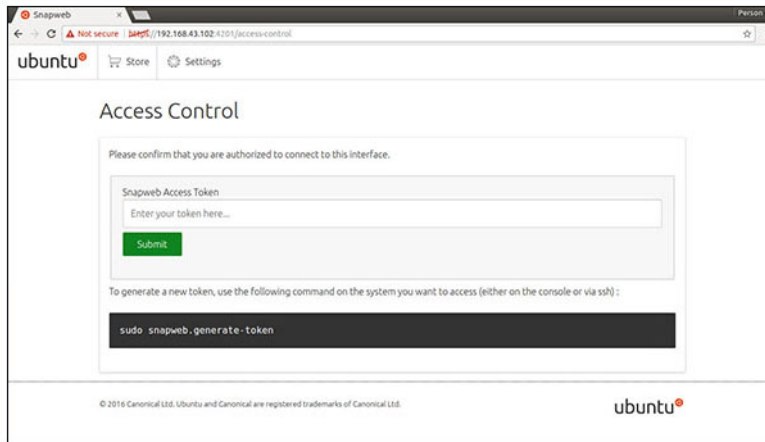 Snapweb
Person
Not secure https://192.168.43.102:4201/access-control
ubuntu
Store
Settings
Access Control
Please confirm that you are authorized to connect to this interface.
Snapweb Access Token
Enter your token here...
Submit
To generate a new token, use the following command on the system you want to access (either on the console or via ssh) :
sudo snapweb.generate-token
© 2016 Canonical Ltd. Ubuntu and Canonical are registered trademarks of Canonical Ltd.
ubuntu